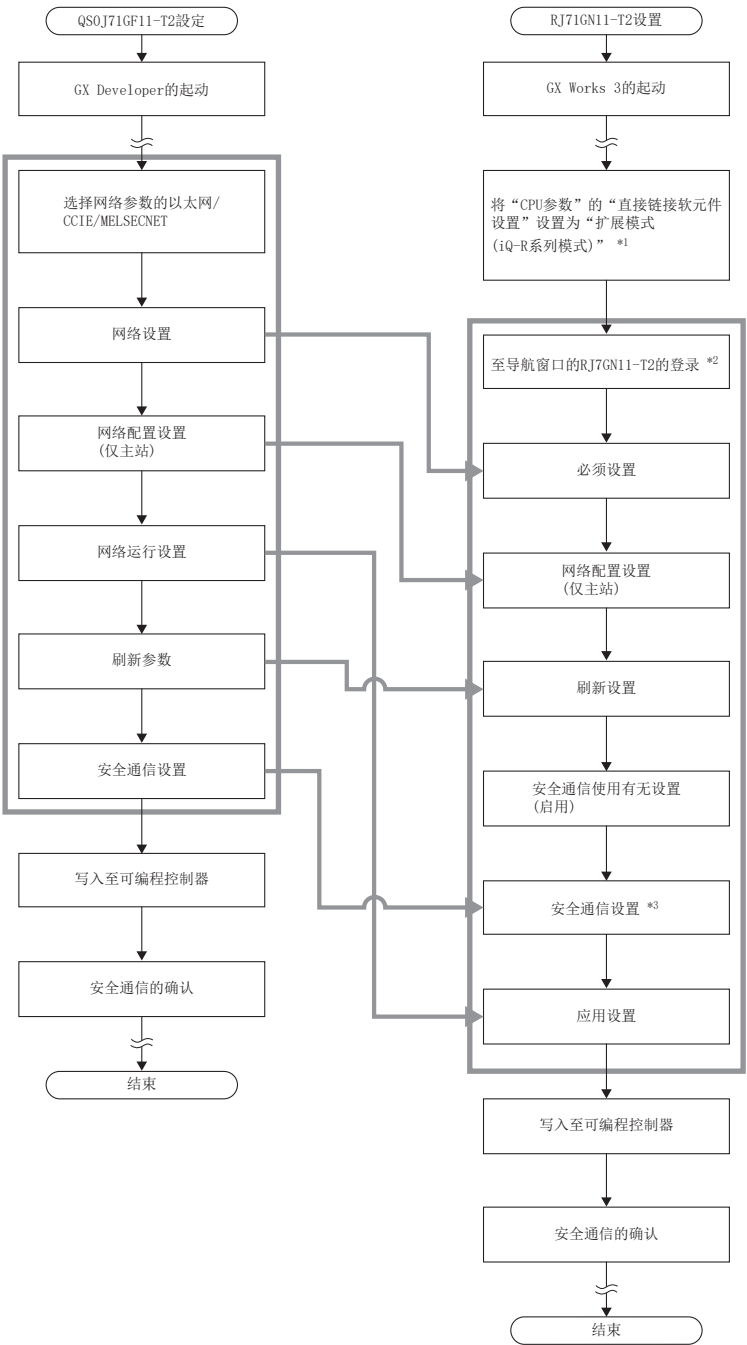 QS0J71GF11-T2設定
GX Developer的起动
选择网络参数的以太网/
CCIE/MELSECNET
网络设置
网络配置设置
(仅主站)
网络运行设置
刷新参数
安全通信设置
写入至可编程控制器
安全通信的确认
结束
RJ71GN11-T2设置
GX Works 3的起动
将“CPU参数”的“直接链接软元件
设置”设置为“扩展模式
(iQ-R系列模式)” *1
至导航窗口的RJ7GN11-T2的登录 *2
必须设置
网络配置设置
(仅主站)
刷新设置
安全通信使用有无设置
(启用)
安全通信设置 *3
应用设置
写入至可编程控制器
安全通信的确认
结束